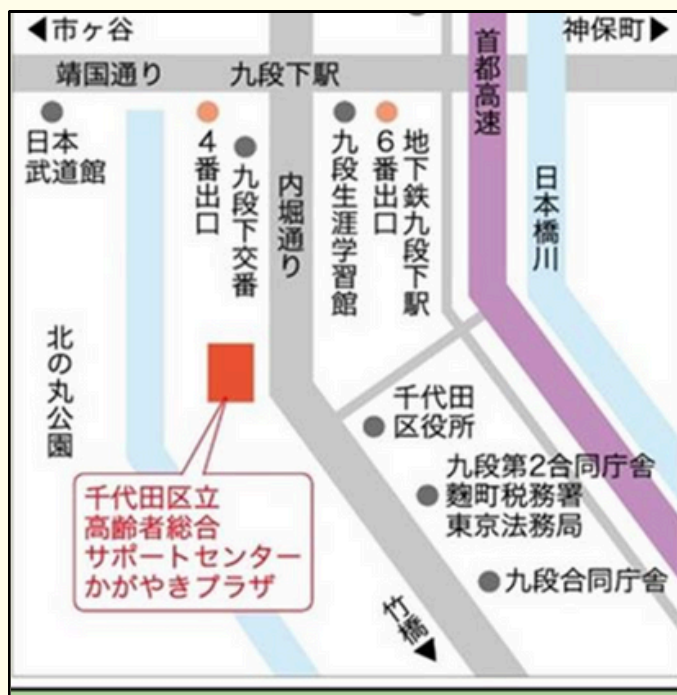 ◀市ヶ谷
神保町▶
靖国通り
九段下駅
首都高速
日本
武道館
4番出口
九段下交番
内堀通り
九段生涯学習館
6番出口
地下鉄九段下駅
日本橋川
北の丸公園
千代田
区役所
九段第2合同庁舎
麴町税務署
東京法務局
千代田区立
高齢者総合
サポートセンター
かがやきプラザ
九段合同庁舎
竹橋▼